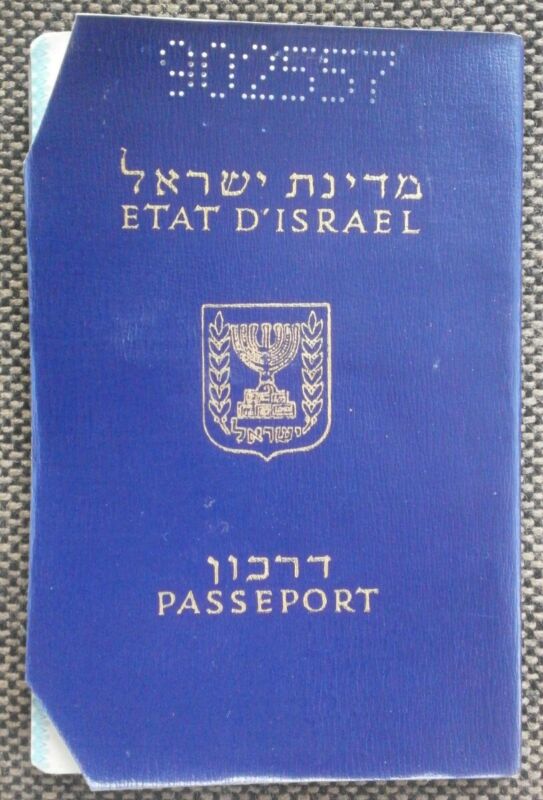 902557
מדינת ישראל
ETAT D'ISRAEL
ישראל
דרכון
PASSEPORT